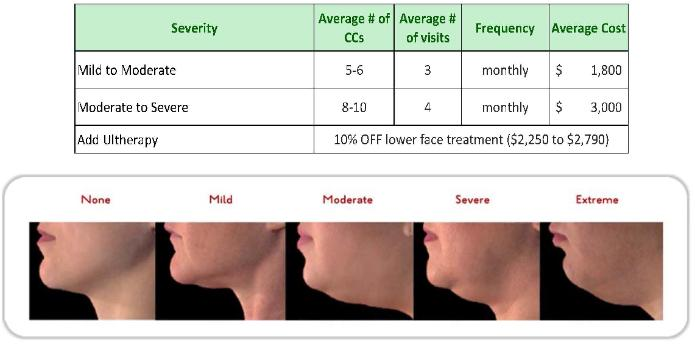 Severity Average # of CCs Average # of visits Frequency Average Cost
Mild to Moderate 5-6 3 monthly $ 1,800
Moderate to Severe 8-10 4 monthly $ 3,000
Add Ultherapy 10% OFF lower face treatment ($2,250 to $2,790)
None Mild Moderate Severe Extreme